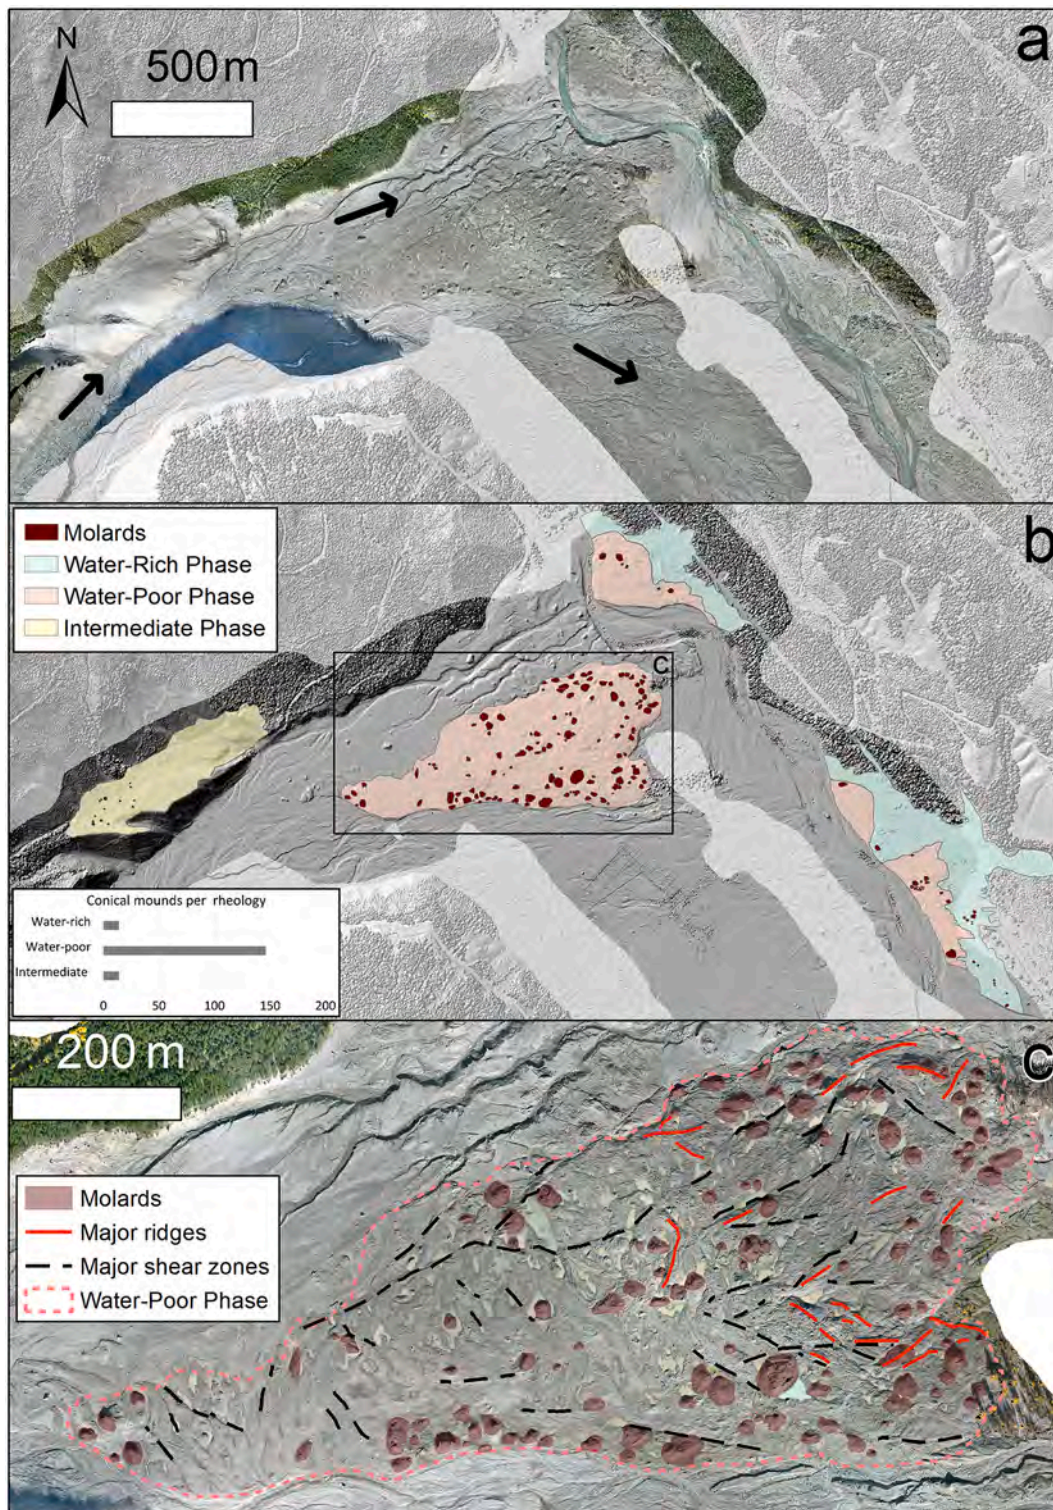 a
N
500 m
b
Molards
Water-Rich Phase
Water-Poor Phase
Intermediate Phase
C
Conical mounds per rheology
Water-rich
Water-poor
Intermediate
0 50 100 150 200
c
200 m
Molards
Major ridges
Major shear zones
Water-Poor Phase